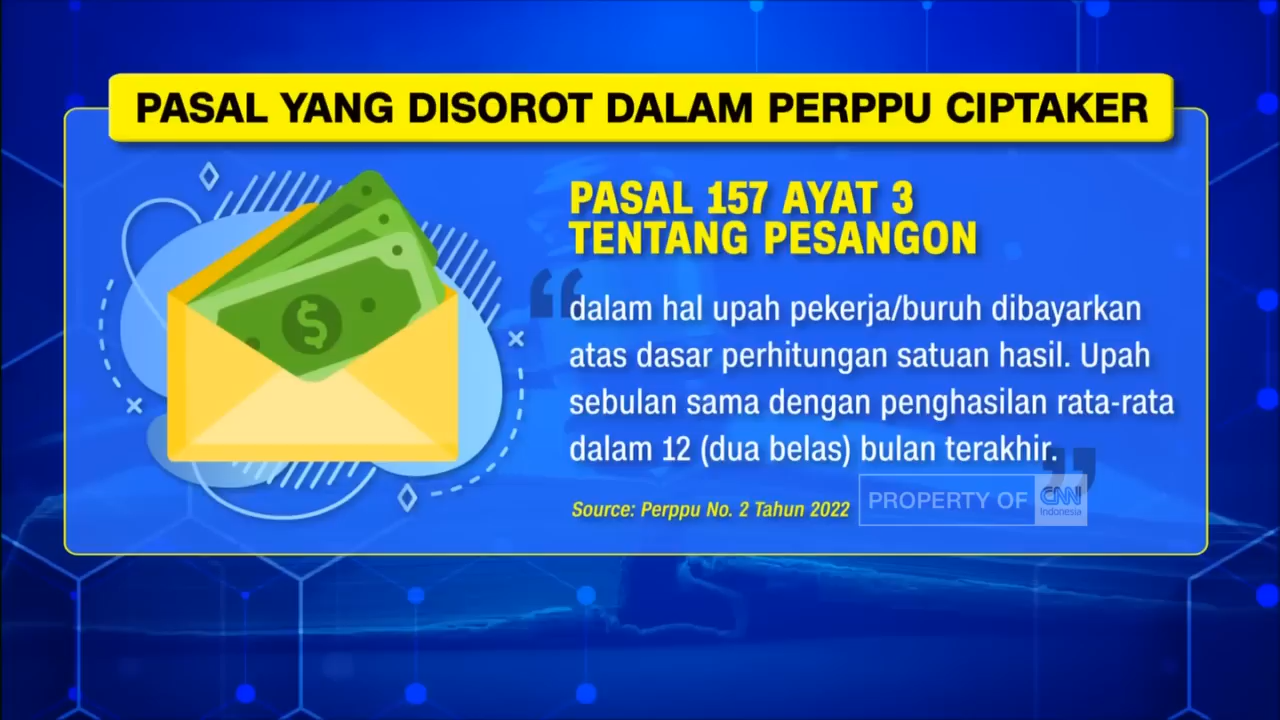 PASAL YANG DISOROT DALAM PERPPU CIPTAKER
PASAL 157 AYAT 3
TENTANG PESANGON
“
dalam hal upah pekerja/buruh dibayarkan
atas dasar perhitungan satuan hasil. Upah
sebulan sama dengan penghasilan rata-rata
dalam 12 (dua belas) bulan terakhir.
”
Source: Perppu No. 2 Tahun 2022
PROPERTY OF CNN
Indonesia
$